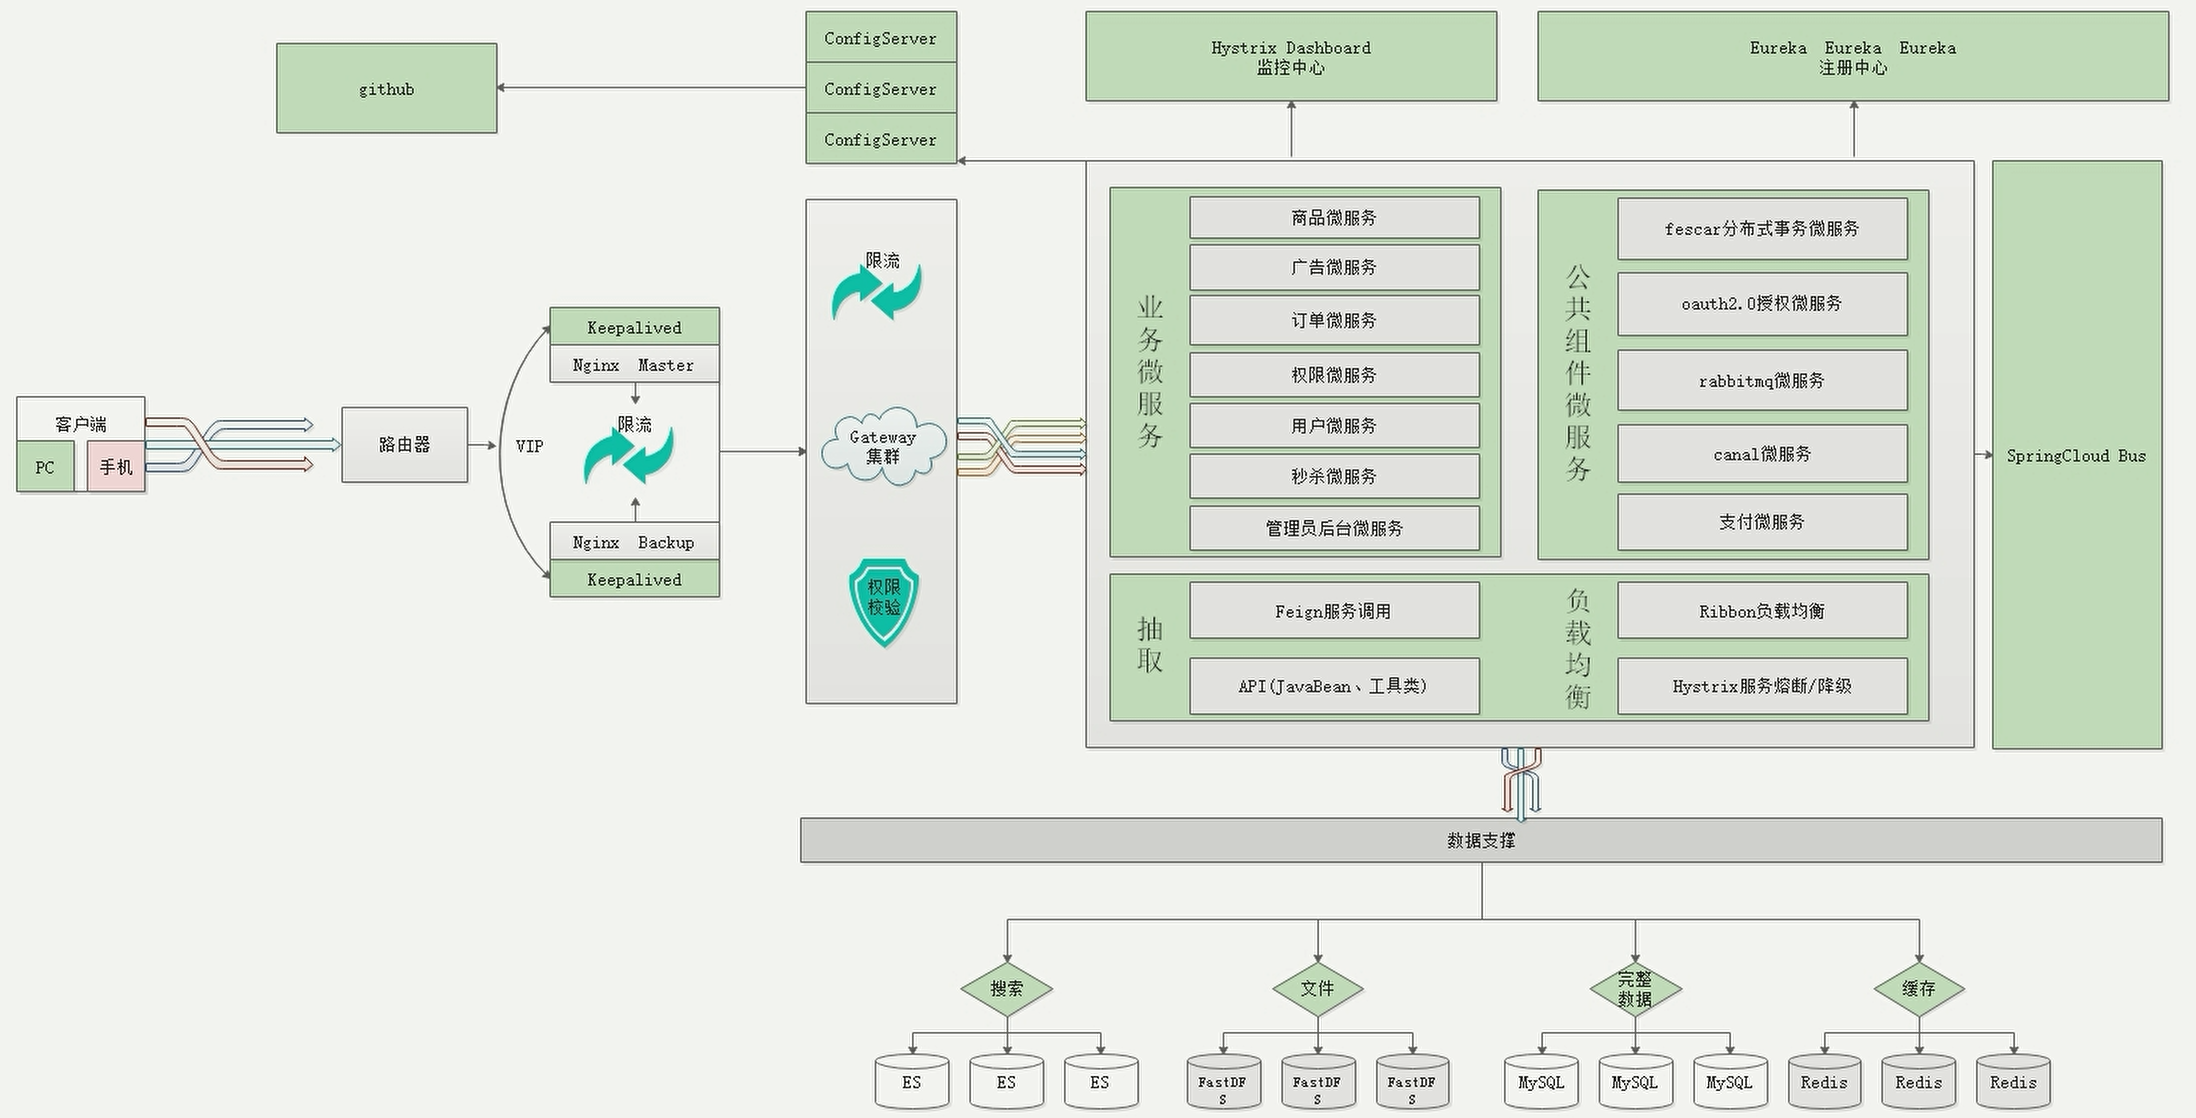 github
ConfigServer
ConfigServer
ConfigServer
Hystrix Dashboard
监控中心
Eureka Eureka Eureka
注册中心
客户端
PC
手机
路由器
VIP
Keepalived
Nginx Master
限流
Nginx Backup
Keepalived
限流
Gateway
集群
权限
校验
业务微服务
商品微服务
广告微服务
订单微服务
权限微服务
用户微服务
秒杀微服务
管理员后台微服务
公共组件微服务
fescar分布式事务微服务
oauth2.0授权微服务
rabbitmq微服务
canal微服务
支付微服务
抽取
Feign服务调用
API(JavaBean、工具类)
负载均衡
Ribbon负载均衡
Hystrix服务熔断/降级
SpringCloud Bus
数据支撑
搜索
文件
完整
数据
缓存
ES
ES
ES
FastDF
S
FastDF
S
FastDF
S
MySQL
MySQL
MySQL
Redis
Redis
Redis